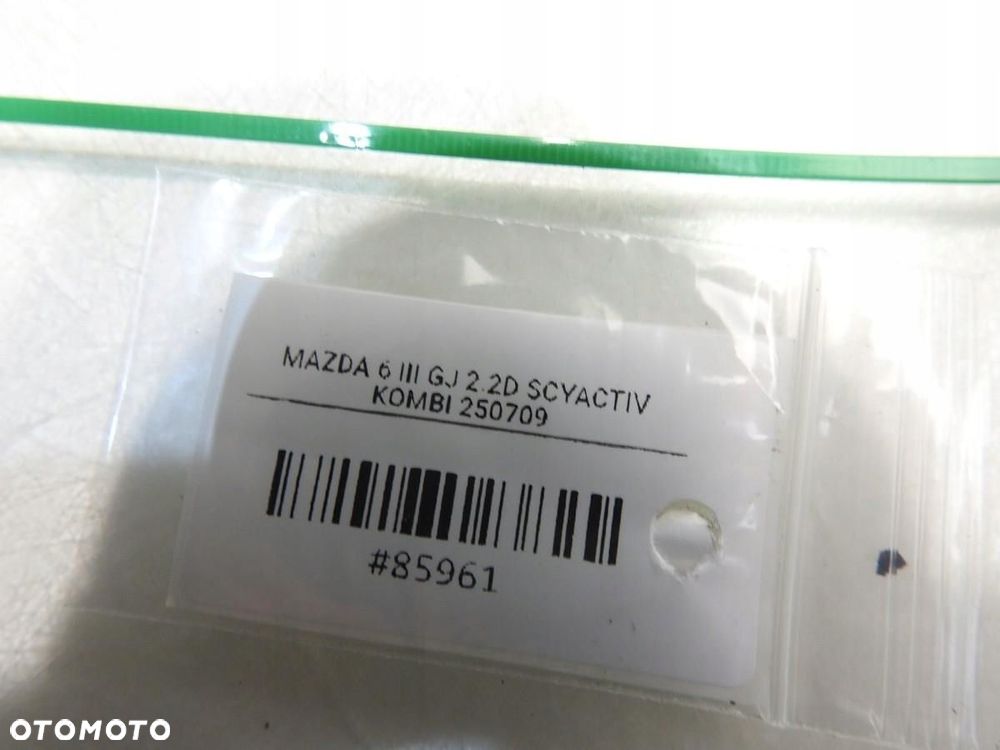 MAZDA 6 III GJ 2.2D SCYACTIV
KOMBI 250709
#85961
OTOMOTO